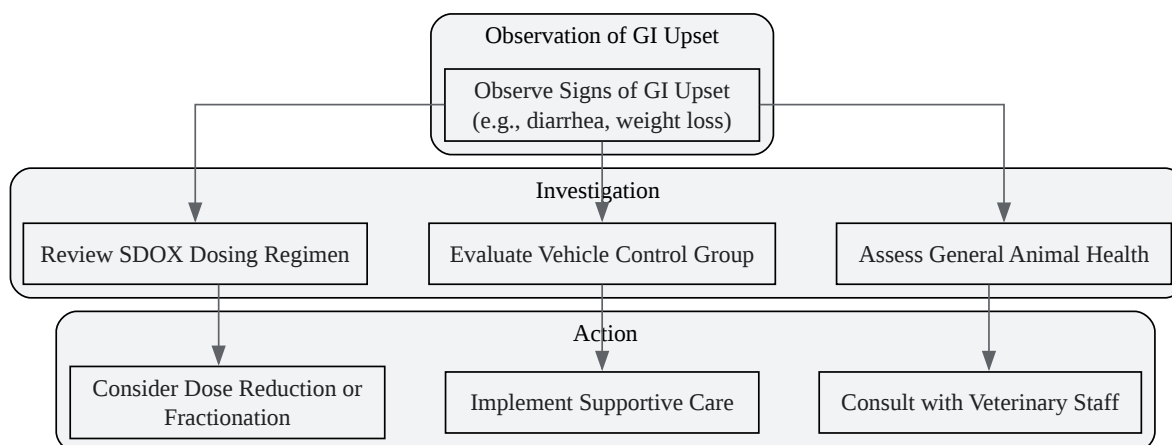 Observation of GI Upset
Observe Signs of GI Upset
(e.g., diarrhea, weight loss)
Investigation
Review SDOX Dosing Regimen
Evaluate Vehicle Control Group
Assess General Animal Health
Action
Consider Dose Reduction or
Fractionation
Implement Supportive Care
Consult with Veterinary Staff